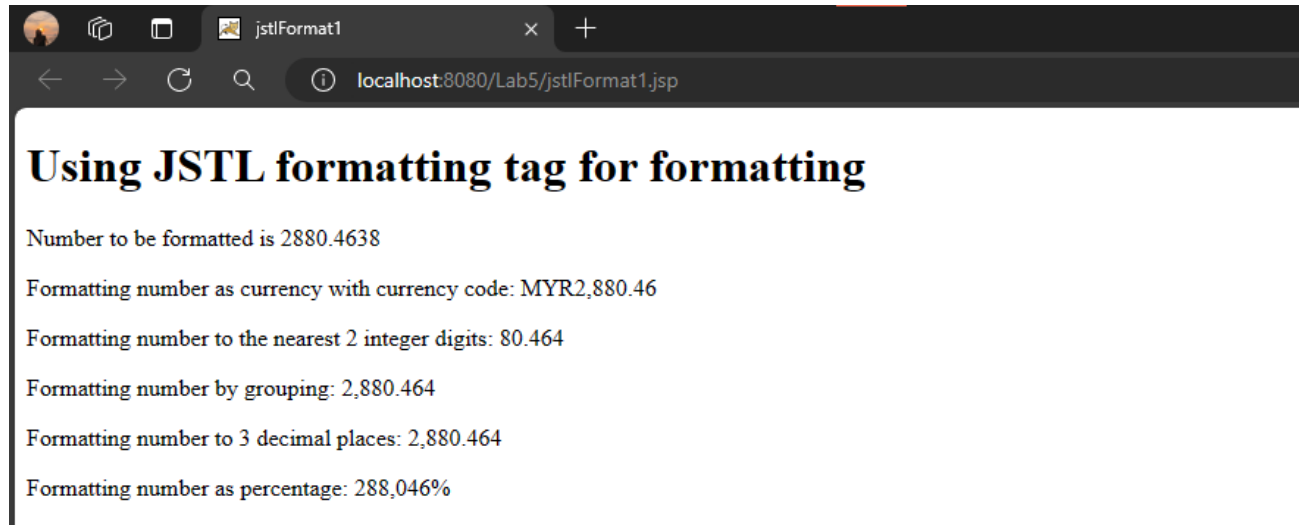 jstlFormat1
localhost:8080/Lab5/jstlFormat1.jsp
Using JSTL formatting tag for formatting
Number to be formatted is 2880.4638
Formatting number as currency with currency code: MYR2,880.46
Formatting number to the nearest 2 integer digits: 80.464
Formatting number by grouping: 2,880.464
Formatting number to 3 decimal places: 2,880.464
Formatting number as percentage: 288,046%